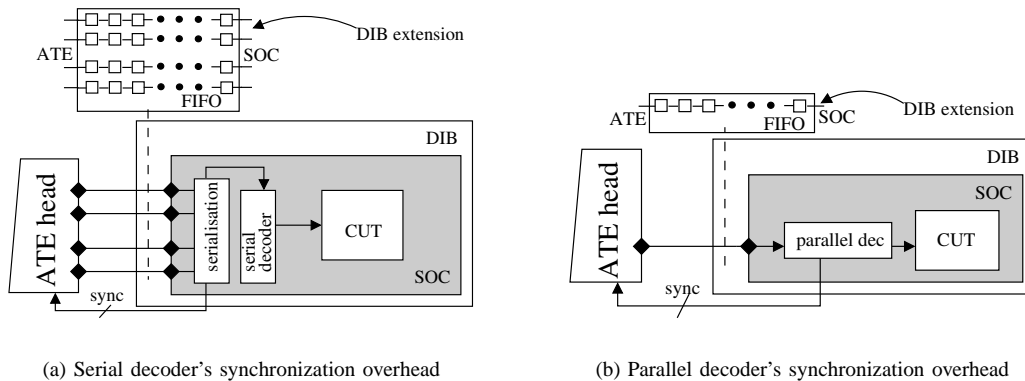 DIB extension
ATE
SOC
FIFO
DIB
ATE head
serialisation
serial
decoder
CUT
SOC
sync
(a) Serial decoder's synchronization overhead
ATE
FIFO
SOC
DIB extension
DIB
SOC
ATE head
parallel dec
CUT
sync
(b) Parallel decoder's synchronization overhead